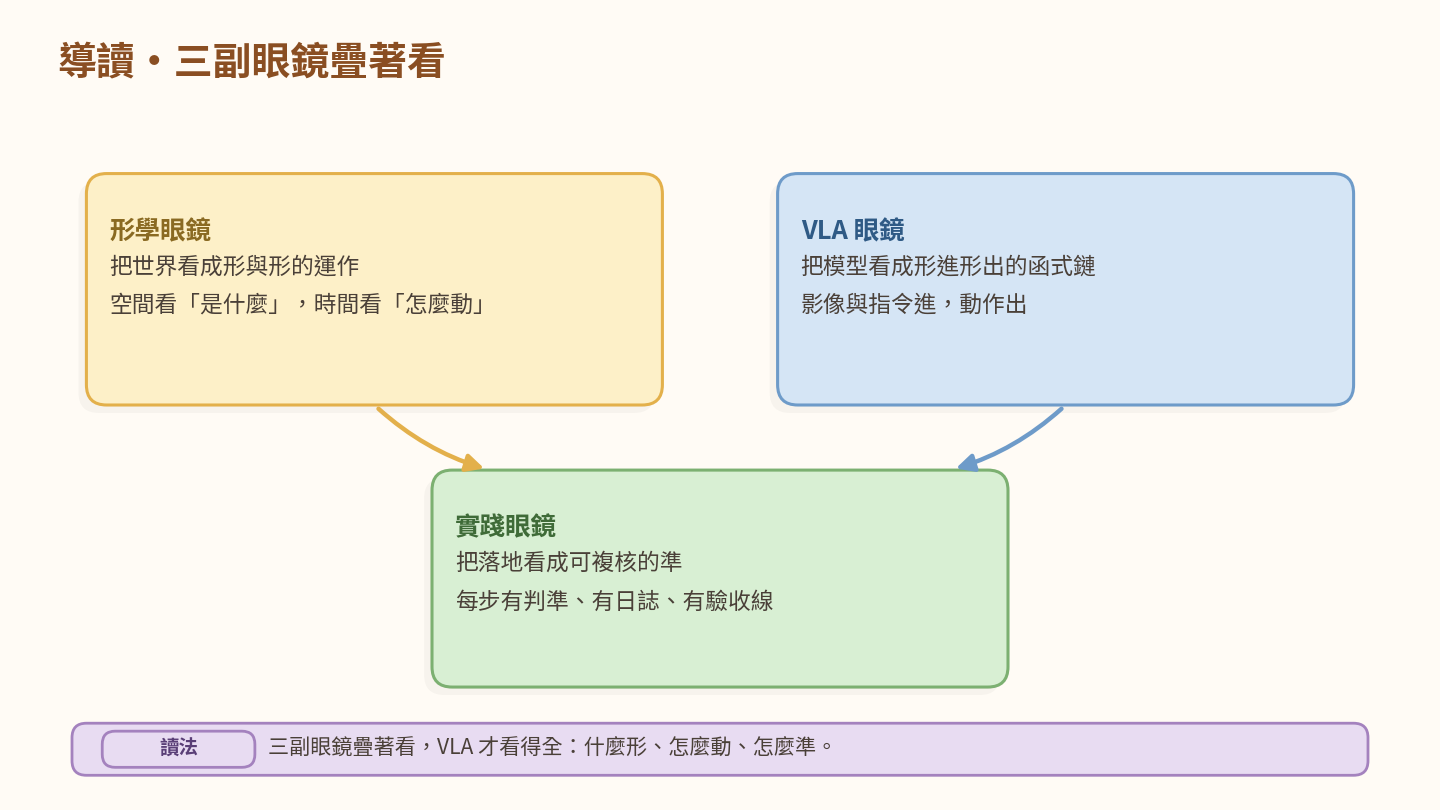 導讀・三副眼鏡疊著看
形學眼鏡
把世界看成形與形的運作
空間看「是什麼」，時間看「怎麼動」
VLA 眼鏡
把模型看成形進形出的函式鏈
影像與指令進，動作出
實踐眼鏡
把落地看成可複核的準
每步有判準、有日誌、有驗收線
讀法
三副眼鏡疊著看，VLA 才看得全：什麼形、怎麼動、怎麼準。